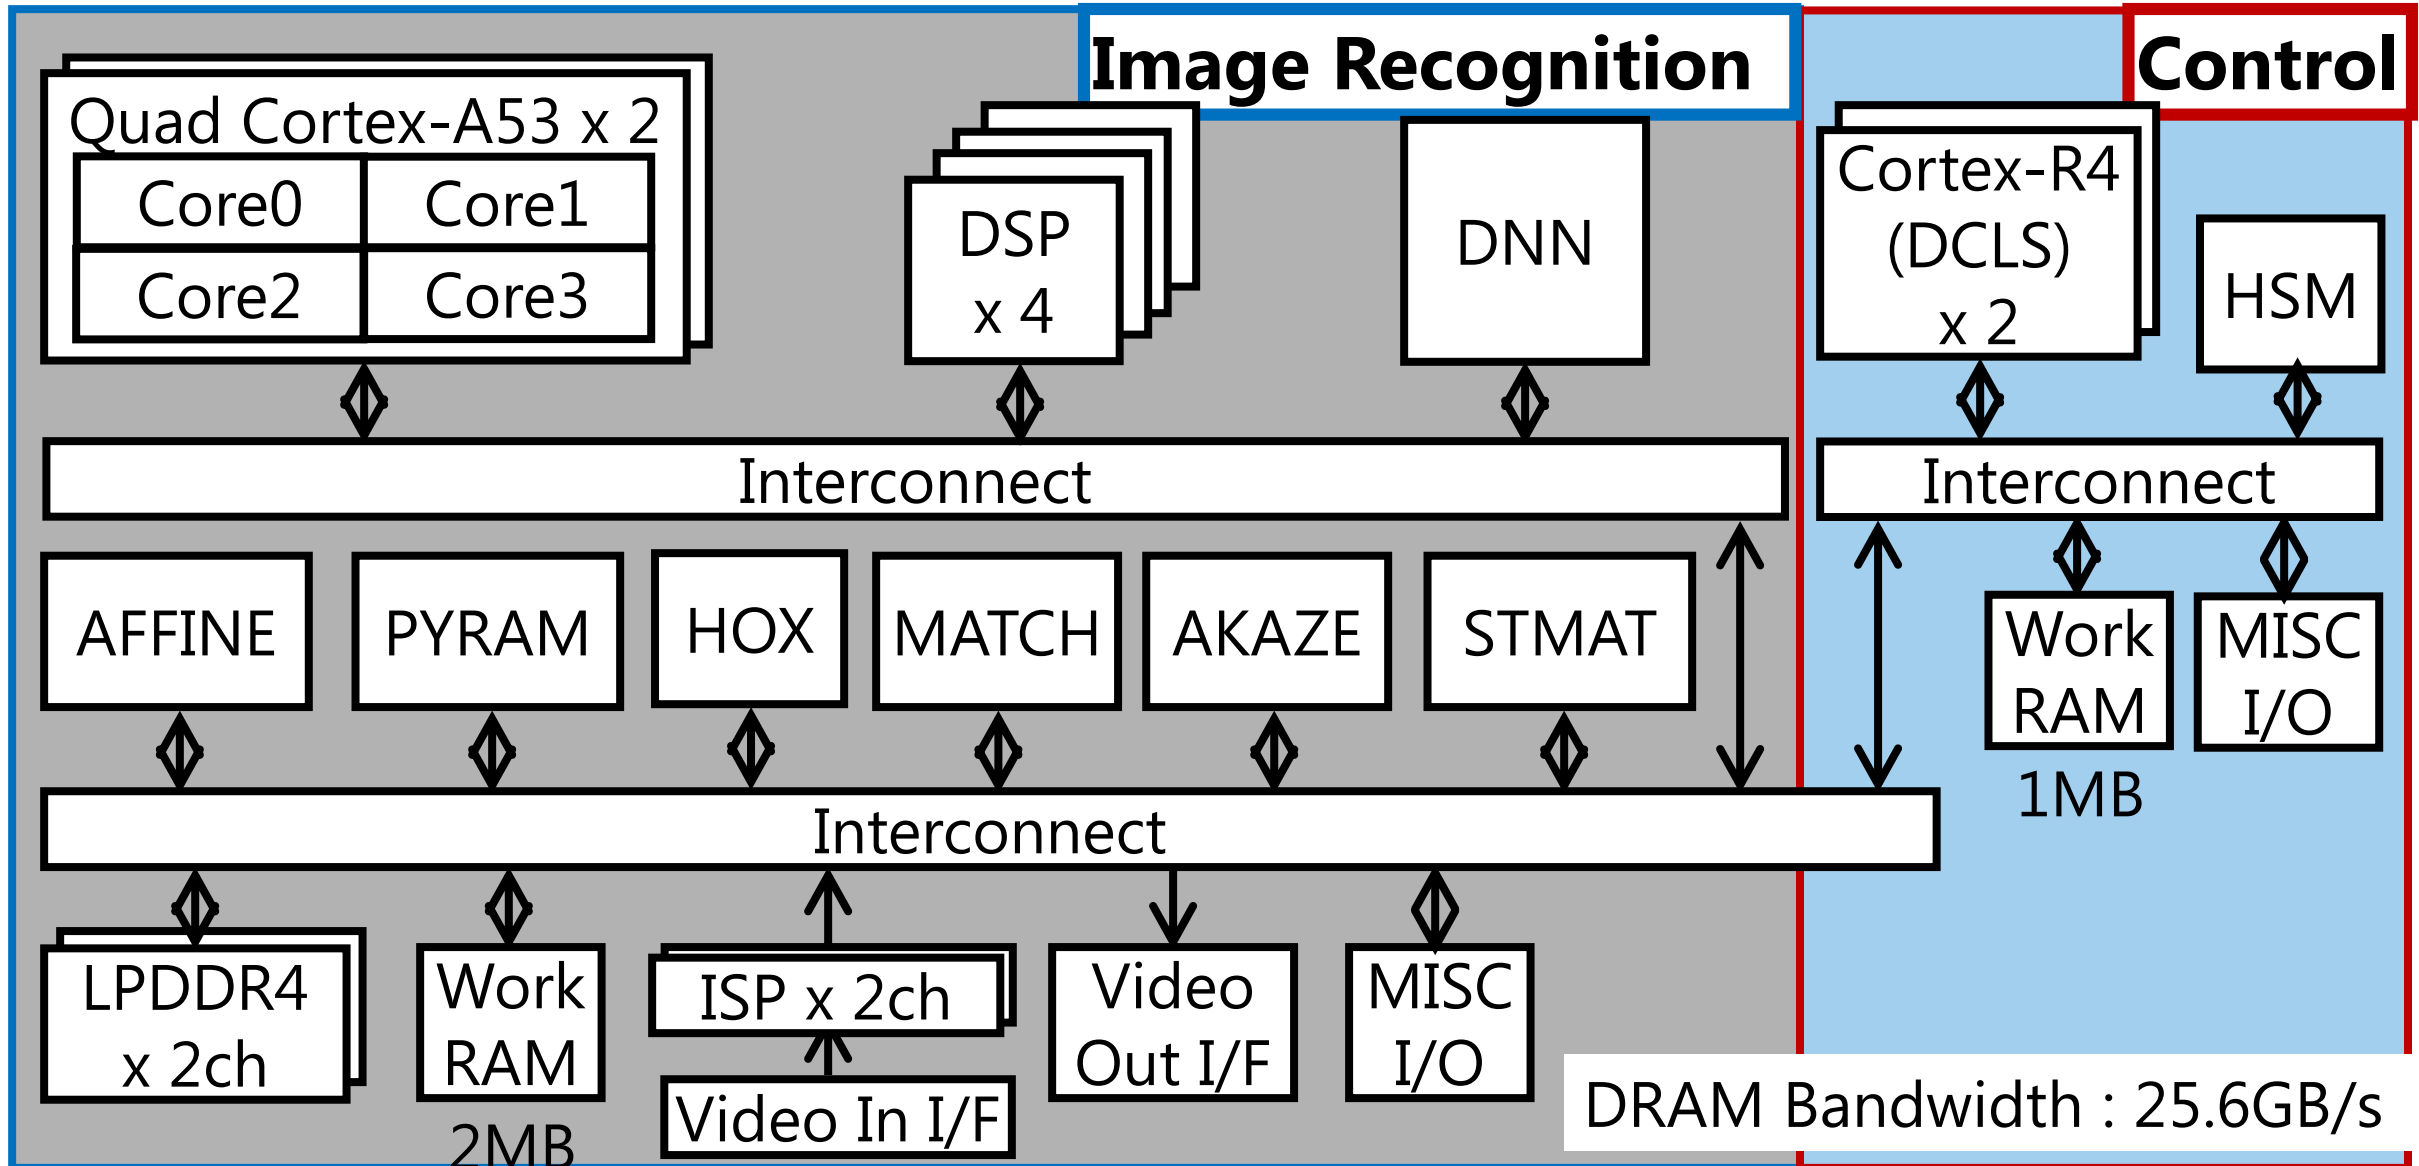 Image Recognition
Control
Quad Cortex-A53 x 2
Core0
Core1
Core2
Core3
DSP
x 4
DNN
Cortex-R4
(DCLS)
x 2
HSM
Interconnect
Interconnect
AFFINE
PYRAM
HOX
MATCH
AKAZE
STMAT
Work
RAM
1MB
MISC
I/O
Interconnect
LPDDR4
x 2ch
Work
RAM
2MB
ISP x 2ch
Video In I/F
Video
Out I/F
MISC
I/O
DRAM Bandwidth : 25.6GB/s